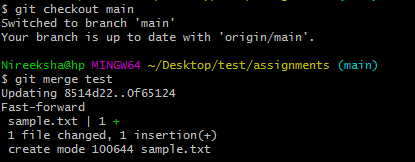 $ git checkout main
Switched to branch 'main'
Your branch is up to date with 'origin/main'.
Nireeksha@hp MINGW64 ~/Desktop/test/assignments (main)
$ git merge test
Updating 8514d22..0f65124
Fast-forward
 sample.txt | 1 +
 1 file changed, 1 insertion(+)
 create mode 100644 sample.txt